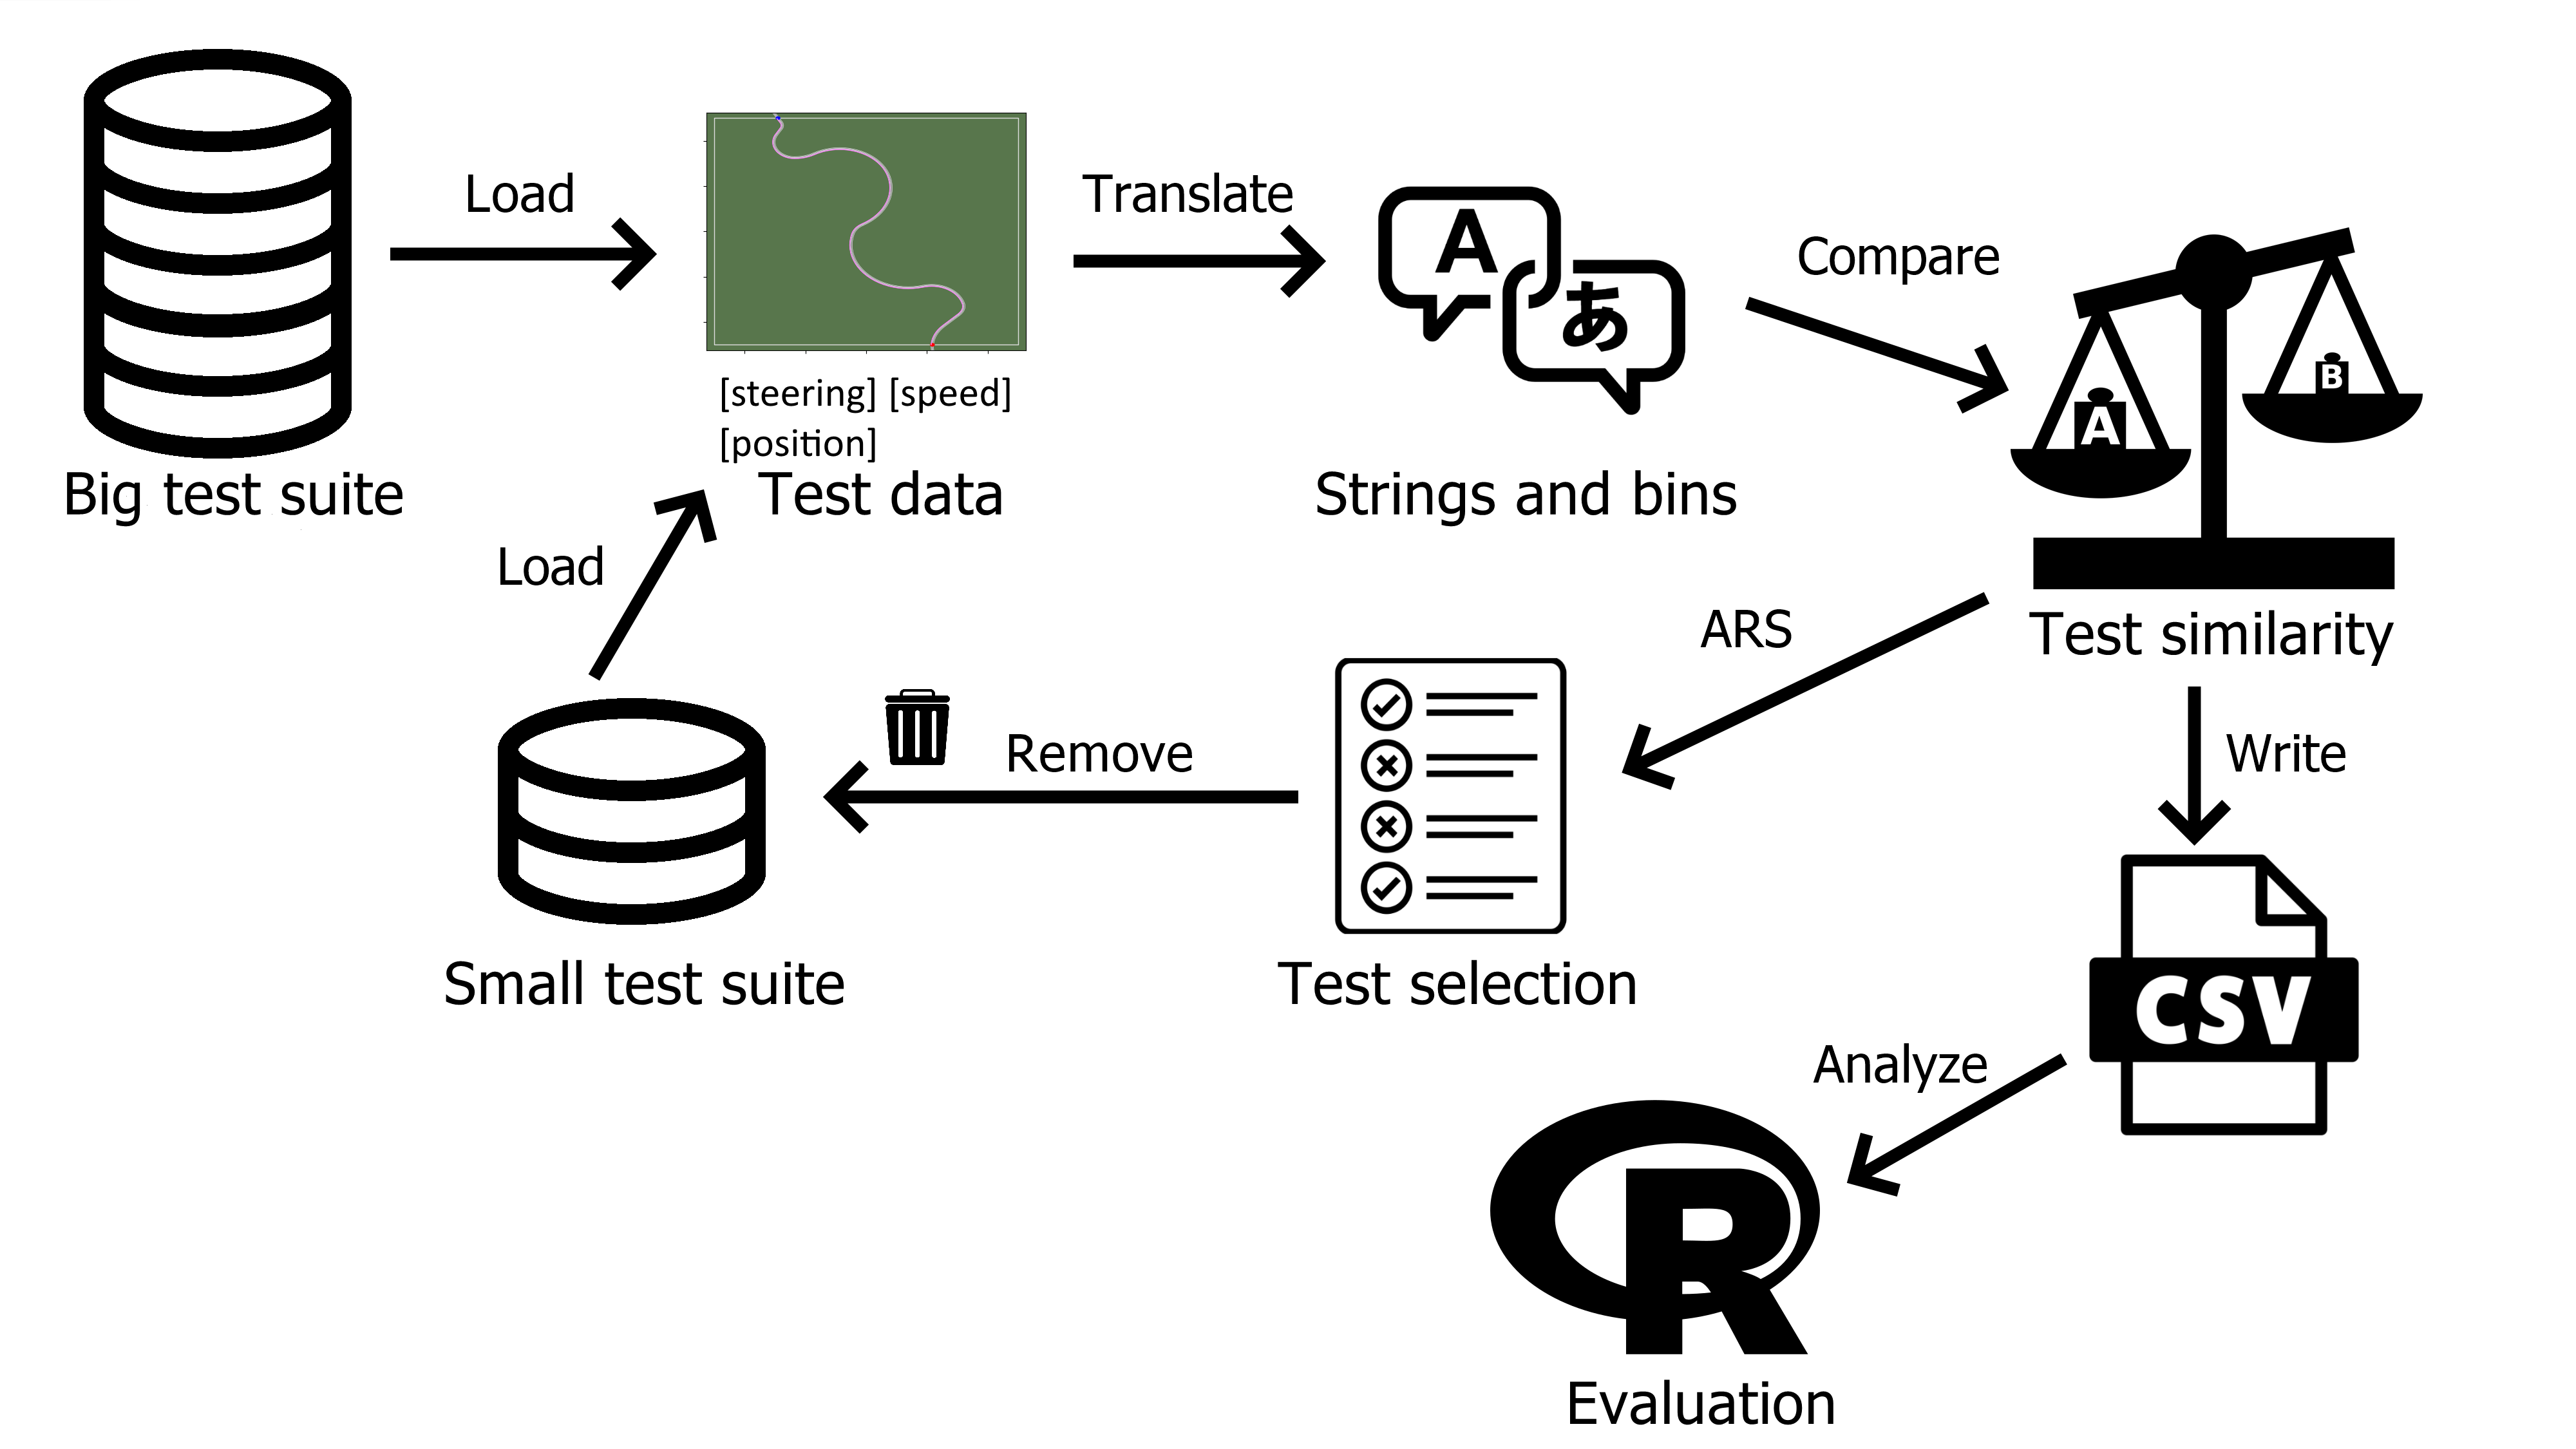 Load
Translate
A
あ
Compare
A
B
[steering] [speed]
[position]
Big test suite
Test data
Strings and bins
Load
ARS
Test similarity
Remove
Write
Small test suite
Test selection
CSV
Analyze
R
Evaluation